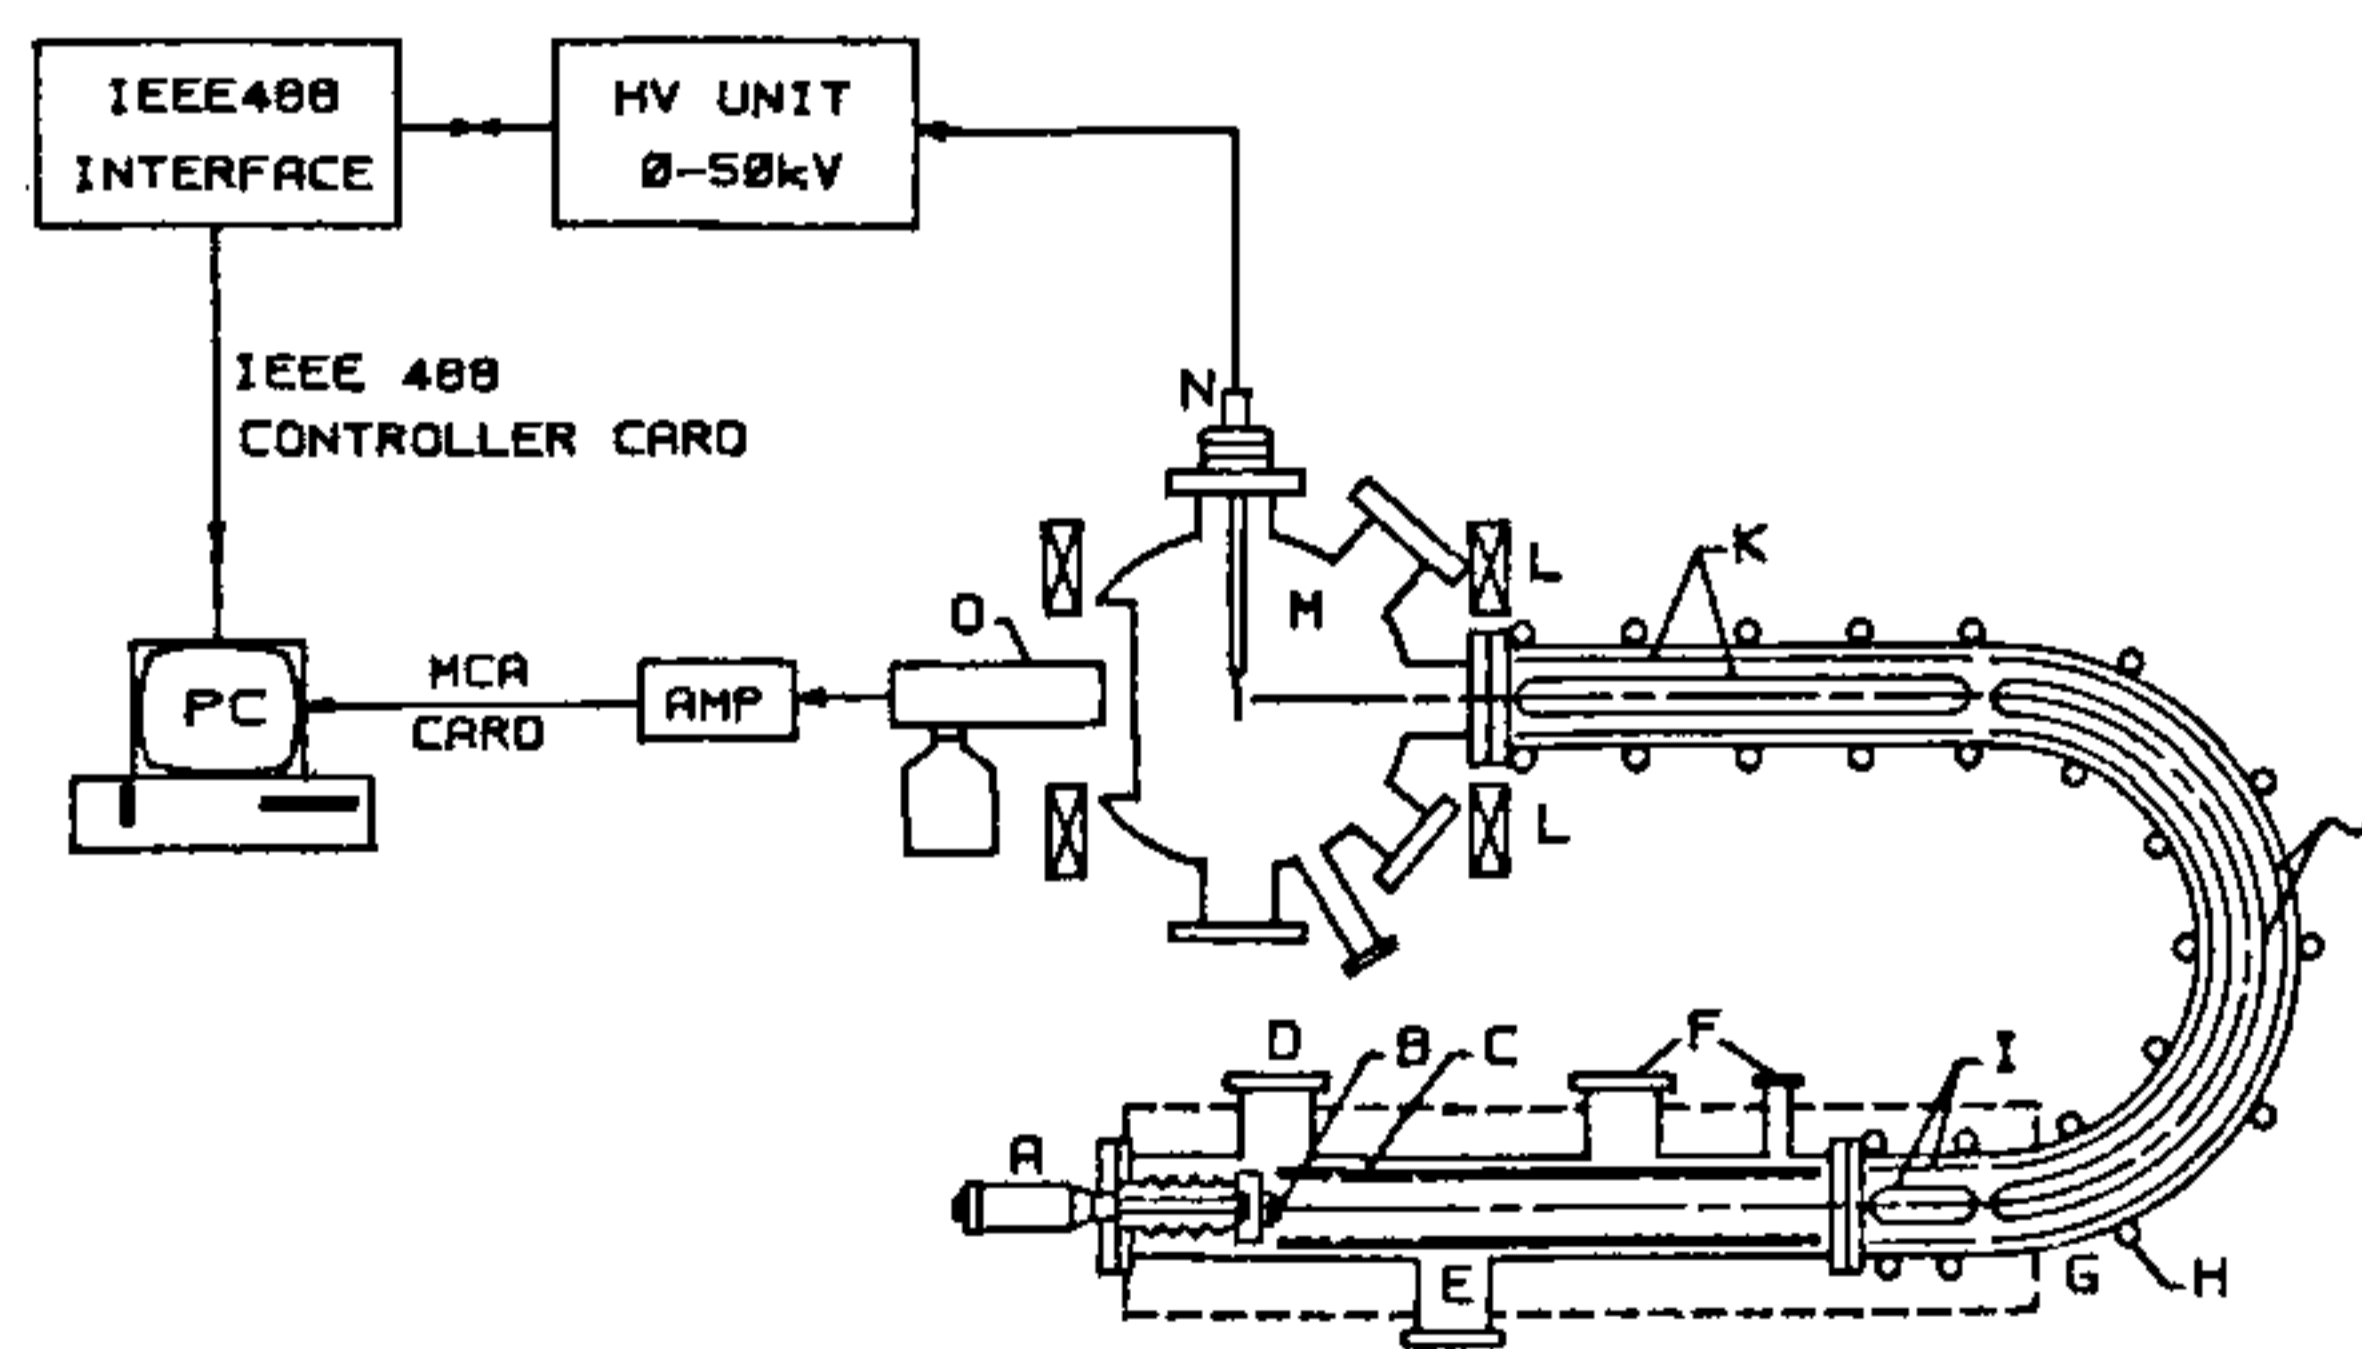 IEEE488
INTERFACE
HV UNIT
0-50kV
IEEE 488
CONTROLLER CARD
N
K
L
M
O
MCA
CARD
AMP
PC
L
D
B
C
F
I
A
E
G
H